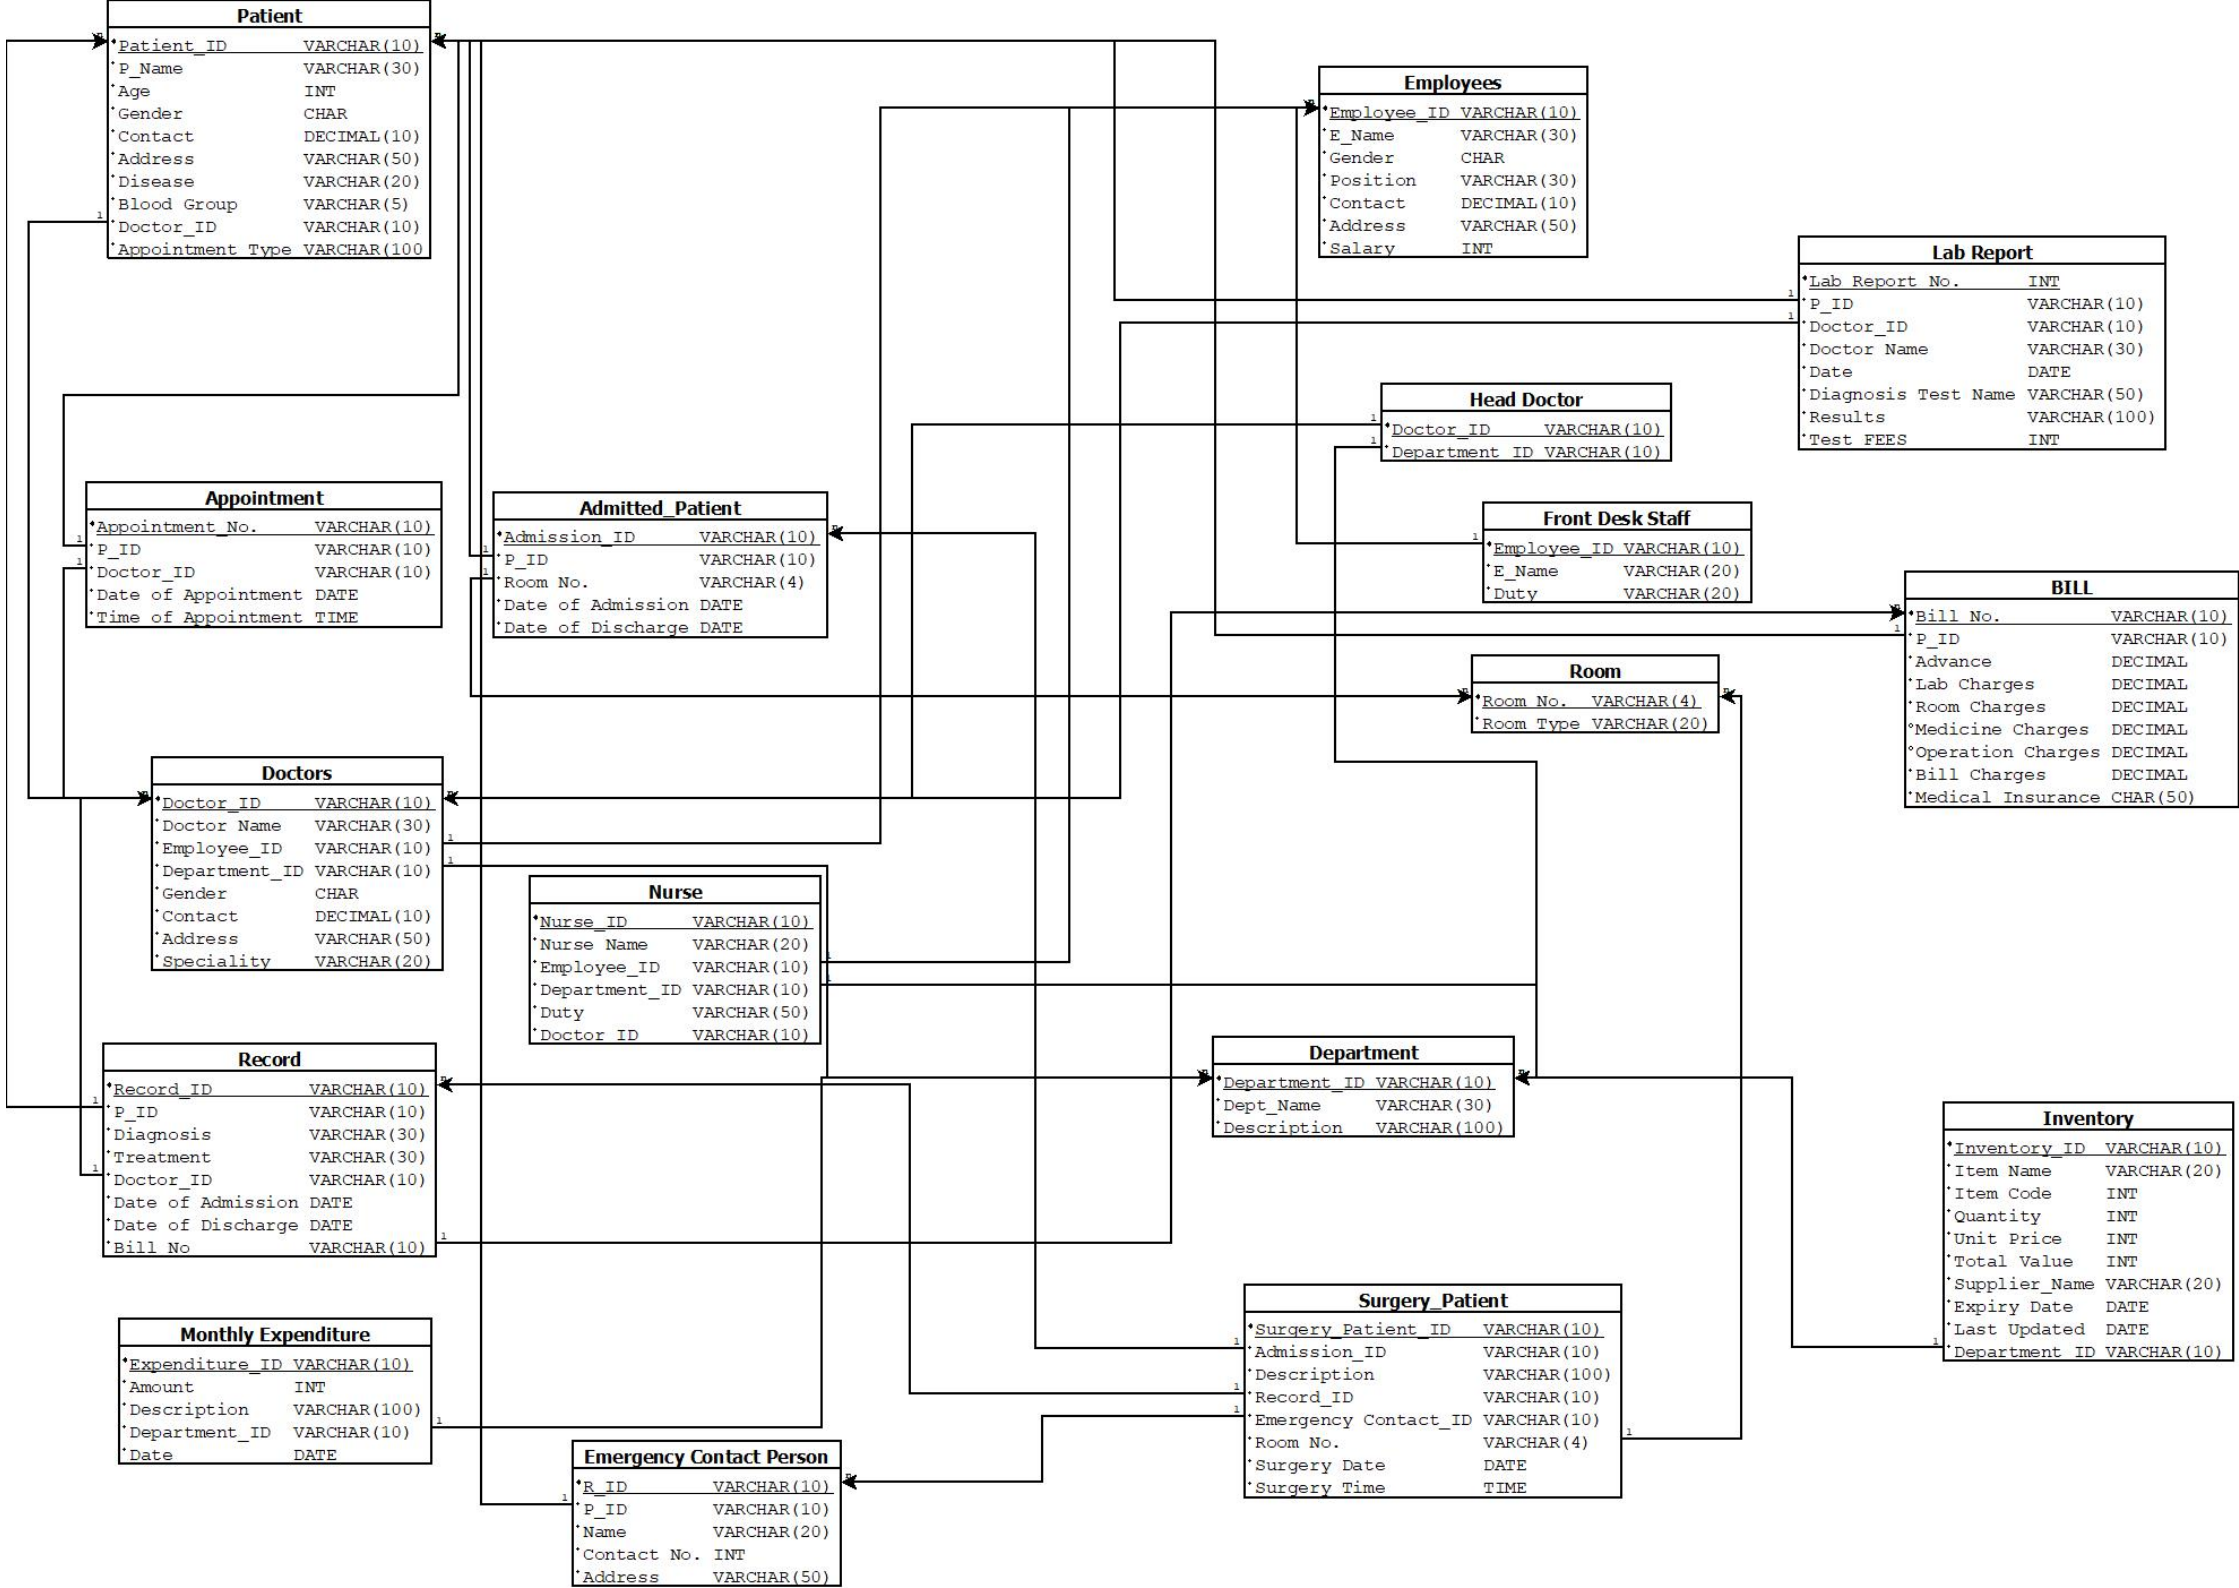 Patient
Patient_ID VARCHAR(10)
P_Name VARCHAR(30)
Age INT
Gender CHAR
Contact DECIMAL(10)
Address VARCHAR(50)
Disease VARCHAR(20)
Blood Group VARCHAR(5)
Doctor_ID VARCHAR(10)
Appointment Type VARCHAR(100
Employees
Employee_ID VARCHAR(10)
E_Name VARCHAR(30)
Gender CHAR
Position VARCHAR(30)
Contact DECIMAL(10)
Address VARCHAR(50)
Salary INT
Lab Report
Lab Report No. INT
P_ID VARCHAR(10)
Doctor_ID VARCHAR(10)
Doctor Name VARCHAR(30)
Date DATE
Diagnosis Test Name VARCHAR(50)
Results VARCHAR(100)
Test FEES INT
Head Doctor
Doctor_ID VARCHAR(10)
Department ID VARCHAR(10)
Appointment
Appointment_No. VARCHAR(10)
P_ID VARCHAR(10)
Doctor_ID VARCHAR(10)
Date of Appointment DATE
Time of Appointment TIME
Admitted_Patient
Admission_ID VARCHAR(10)
P_ID VARCHAR(10)
Room No. VARCHAR(4)
Date of Admission DATE
Date of Discharge DATE
Front Desk Staff
Employee_ID VARCHAR(10)
E_Name VARCHAR(20)
Duty VARCHAR(20)
BILL
Bill No. VARCHAR(10)
P_ID VARCHAR(10)
Advance DECIMAL
Lab Charges DECIMAL
Room Charges DECIMAL
Medicine Charges DECIMAL
Operation Charges DECIMAL
Bill Charges DECIMAL
Medical Insurance CHAR(50)
Room
Room No. VARCHAR(4)
Room Type VARCHAR(20)
Doctors
Doctor_ID VARCHAR(10)
Doctor Name VARCHAR(30)
Employee_ID VARCHAR(10)
Department_ID VARCHAR(10)
Gender CHAR
Contact DECIMAL(10)
Address VARCHAR(50)
Speciality VARCHAR(20)
Nurse
Nurse_ID VARCHAR(10)
Nurse Name VARCHAR(20)
Employee_ID VARCHAR(10)
Department_ID VARCHAR(10)
Duty VARCHAR(50)
Doctor ID VARCHAR(10)
Record
Record_ID VARCHAR(10)
P_ID VARCHAR(10)
Diagnosis VARCHAR(30)
Treatment VARCHAR(30)
Doctor_ID VARCHAR(10)
Date of Admission DATE
Date of Discharge DATE
Bill No VARCHAR(10)
Department
Department_ID VARCHAR(10)
Dept_Name VARCHAR(30)
Description VARCHAR(100)
Inventory
Inventory_ID VARCHAR(10)
Item Name VARCHAR(20)
Item Code INT
Quantity INT
Unit Price INT
Total Value INT
Supplier_Name VARCHAR(20)
Expiry Date DATE
Last Updated DATE
Department ID VARCHAR(10)
Surgery_Patient
Surgery_Patient_ID VARCHAR(10)
Admission_ID VARCHAR(10)
Description VARCHAR(100)
Record_ID VARCHAR(10)
Emergency Contact_ID VARCHAR(10)
Room No. VARCHAR(4)
Surgery Date DATE
Surgery Time TIME
Monthly Expenditure
Expenditure_ID VARCHAR(10)
Amount INT
Description VARCHAR(100)
Department_ID VARCHAR(10)
Date DATE
Emergency Contact Person
R_ID VARCHAR(10)
P_ID VARCHAR(10)
Name VARCHAR(20)
Contact No. INT
Address VARCHAR(50)